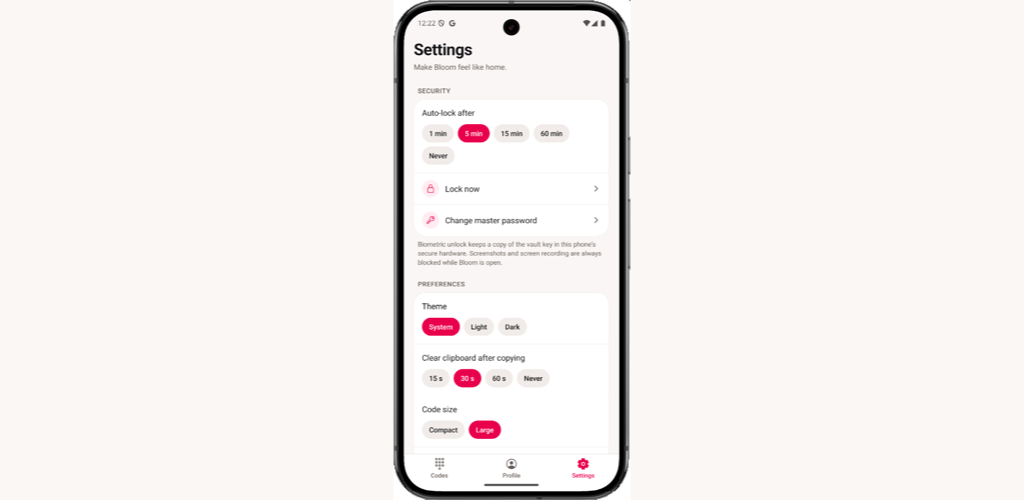 12:22
Settings
Make Bloom feel like home.
SECURITY
Auto-lock after
1 min 5 min 15 min 60 min
Never
Lock now
Change master password
Biometric unlock keeps a copy of the vault key in this phone's
secure hardware. Screenshots and screen recording are always
blocked while Bloom is open.
PREFERENCES
Theme
System Light Dark
Clear clipboard after copying
15 s 30 s 60 s Never
Code size
Compact Large
Codes Profile Settings